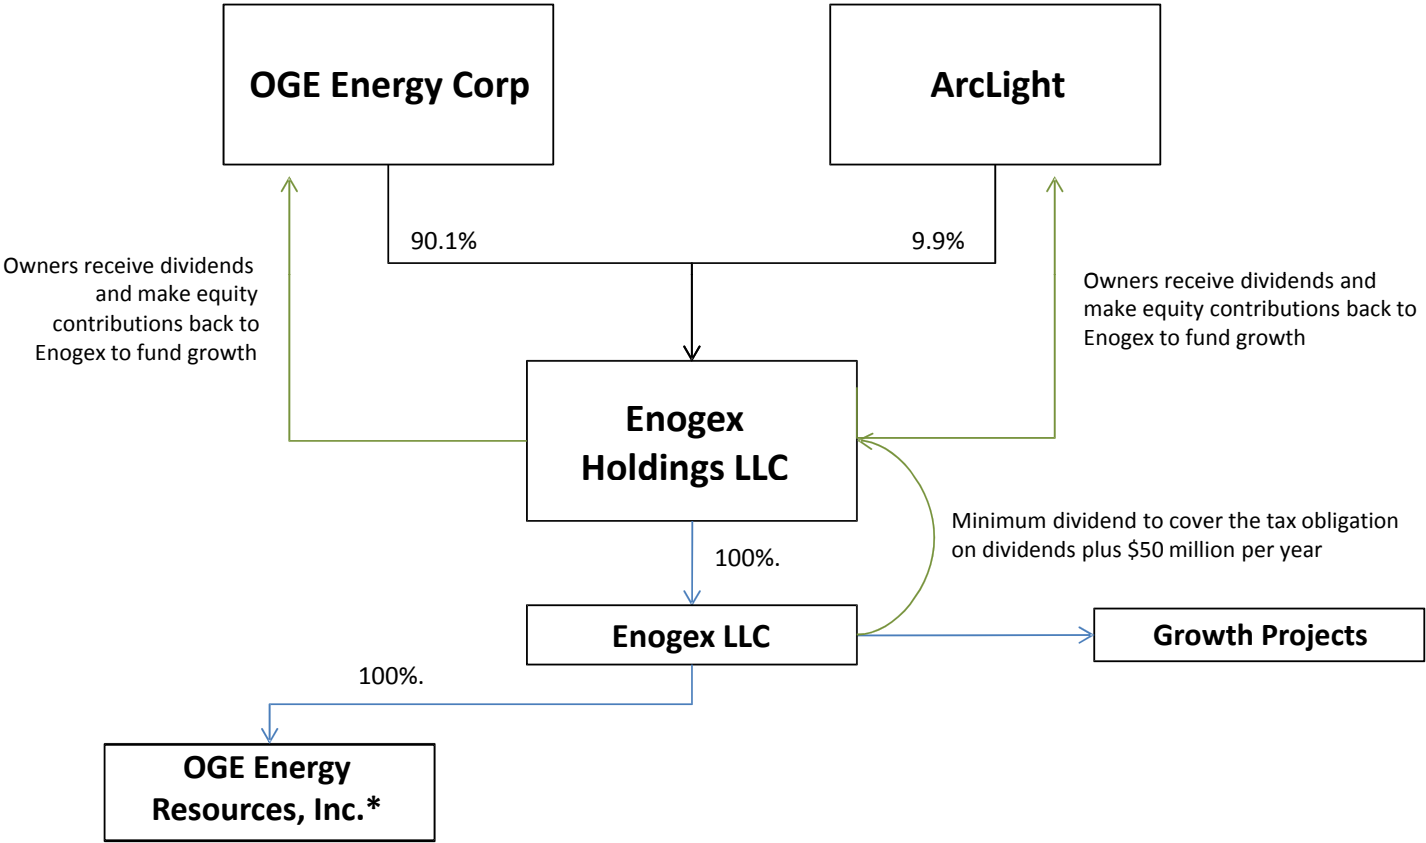 OGE Energy Corp
ArcLight
90.1%
9.9%
Owners receive dividends
and make equity
contributions back to
Enogex to fund growth
Owners receive dividends and
make equity contributions back to
Enogex to fund growth
Enogex
Holdings LLC
Minimum dividend to cover the tax obligation
on dividends plus $50 million per year
100%.
Enogex LLC
Growth Projects
100%.
OGE Energy
Resources, Inc.*